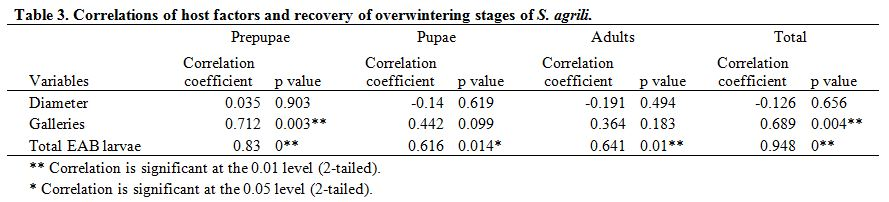 Table 3. Correlations of host factors and recovery of overwintering stages of S. agrili.
Prepupae Pupae Adults Total
Correlation Correlation Correlation Correlation
Variables coefficient p value coefficient p value coefficient p value coefficient p value
Diameter 0.035 0.903 -0.14 0.619 -0.191 0.494 -0.126 0.656
Galleries 0.712 0.003** 0.442 0.099 0.364 0.183 0.689 0.004**
Total EAB larvae 0.83 0** 0.616 0.014* 0.641 0.01** 0.948 0**
** Correlation is significant at the 0.01 level (2-tailed).
* Correlation is significant at the 0.05 level (2-tailed).